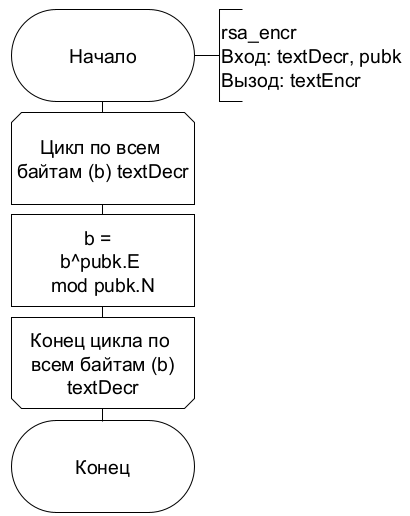 Начало
rsa_encr
Вход: textDecr, pubk
Вызод: textEncr
Цикл по всем
байтам (b) textDecr
b =
b^pubk.E
mod pubk.N
Конец цикла по
всем байтам (b)
textDecr
Конец